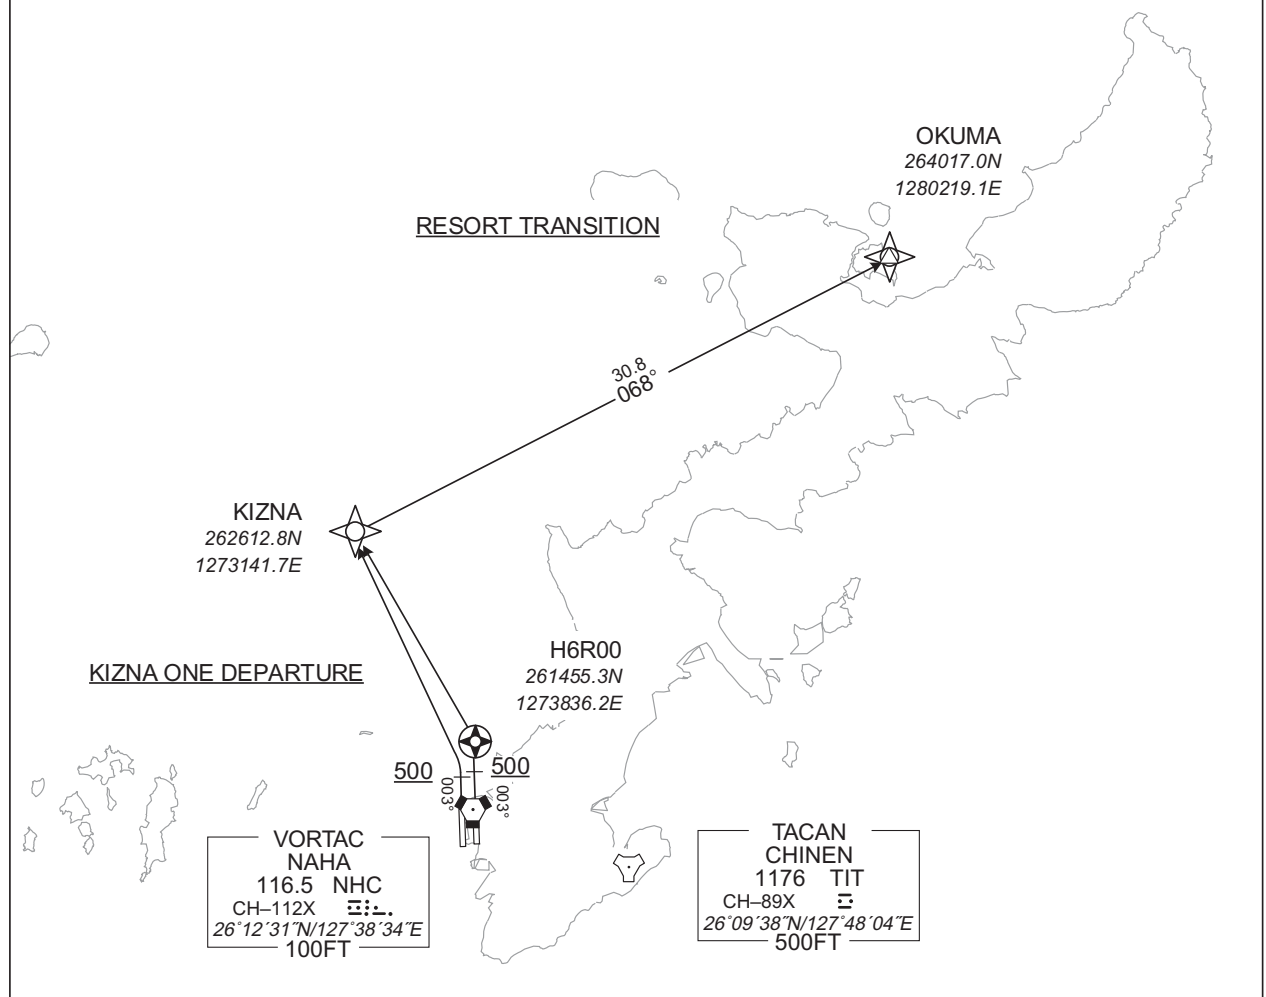 OKUMA
264017.0N
1280219.1E
RESORT TRANSITION
30.8
068°
KIZNA
262612.8N
1273141.7E
H6R00
261455.3N
1273836.2E
KIZNA ONE DEPARTURE
500
500
003°
003°
VORTAC
NAHA
116.5 NHC
CH–112X
26°12´31˝N/127°38´34˝E
100FT
TACAN
CHINEN
1176 TIT
CH–89X
26°09´38˝N/127°48´04˝E
500FT